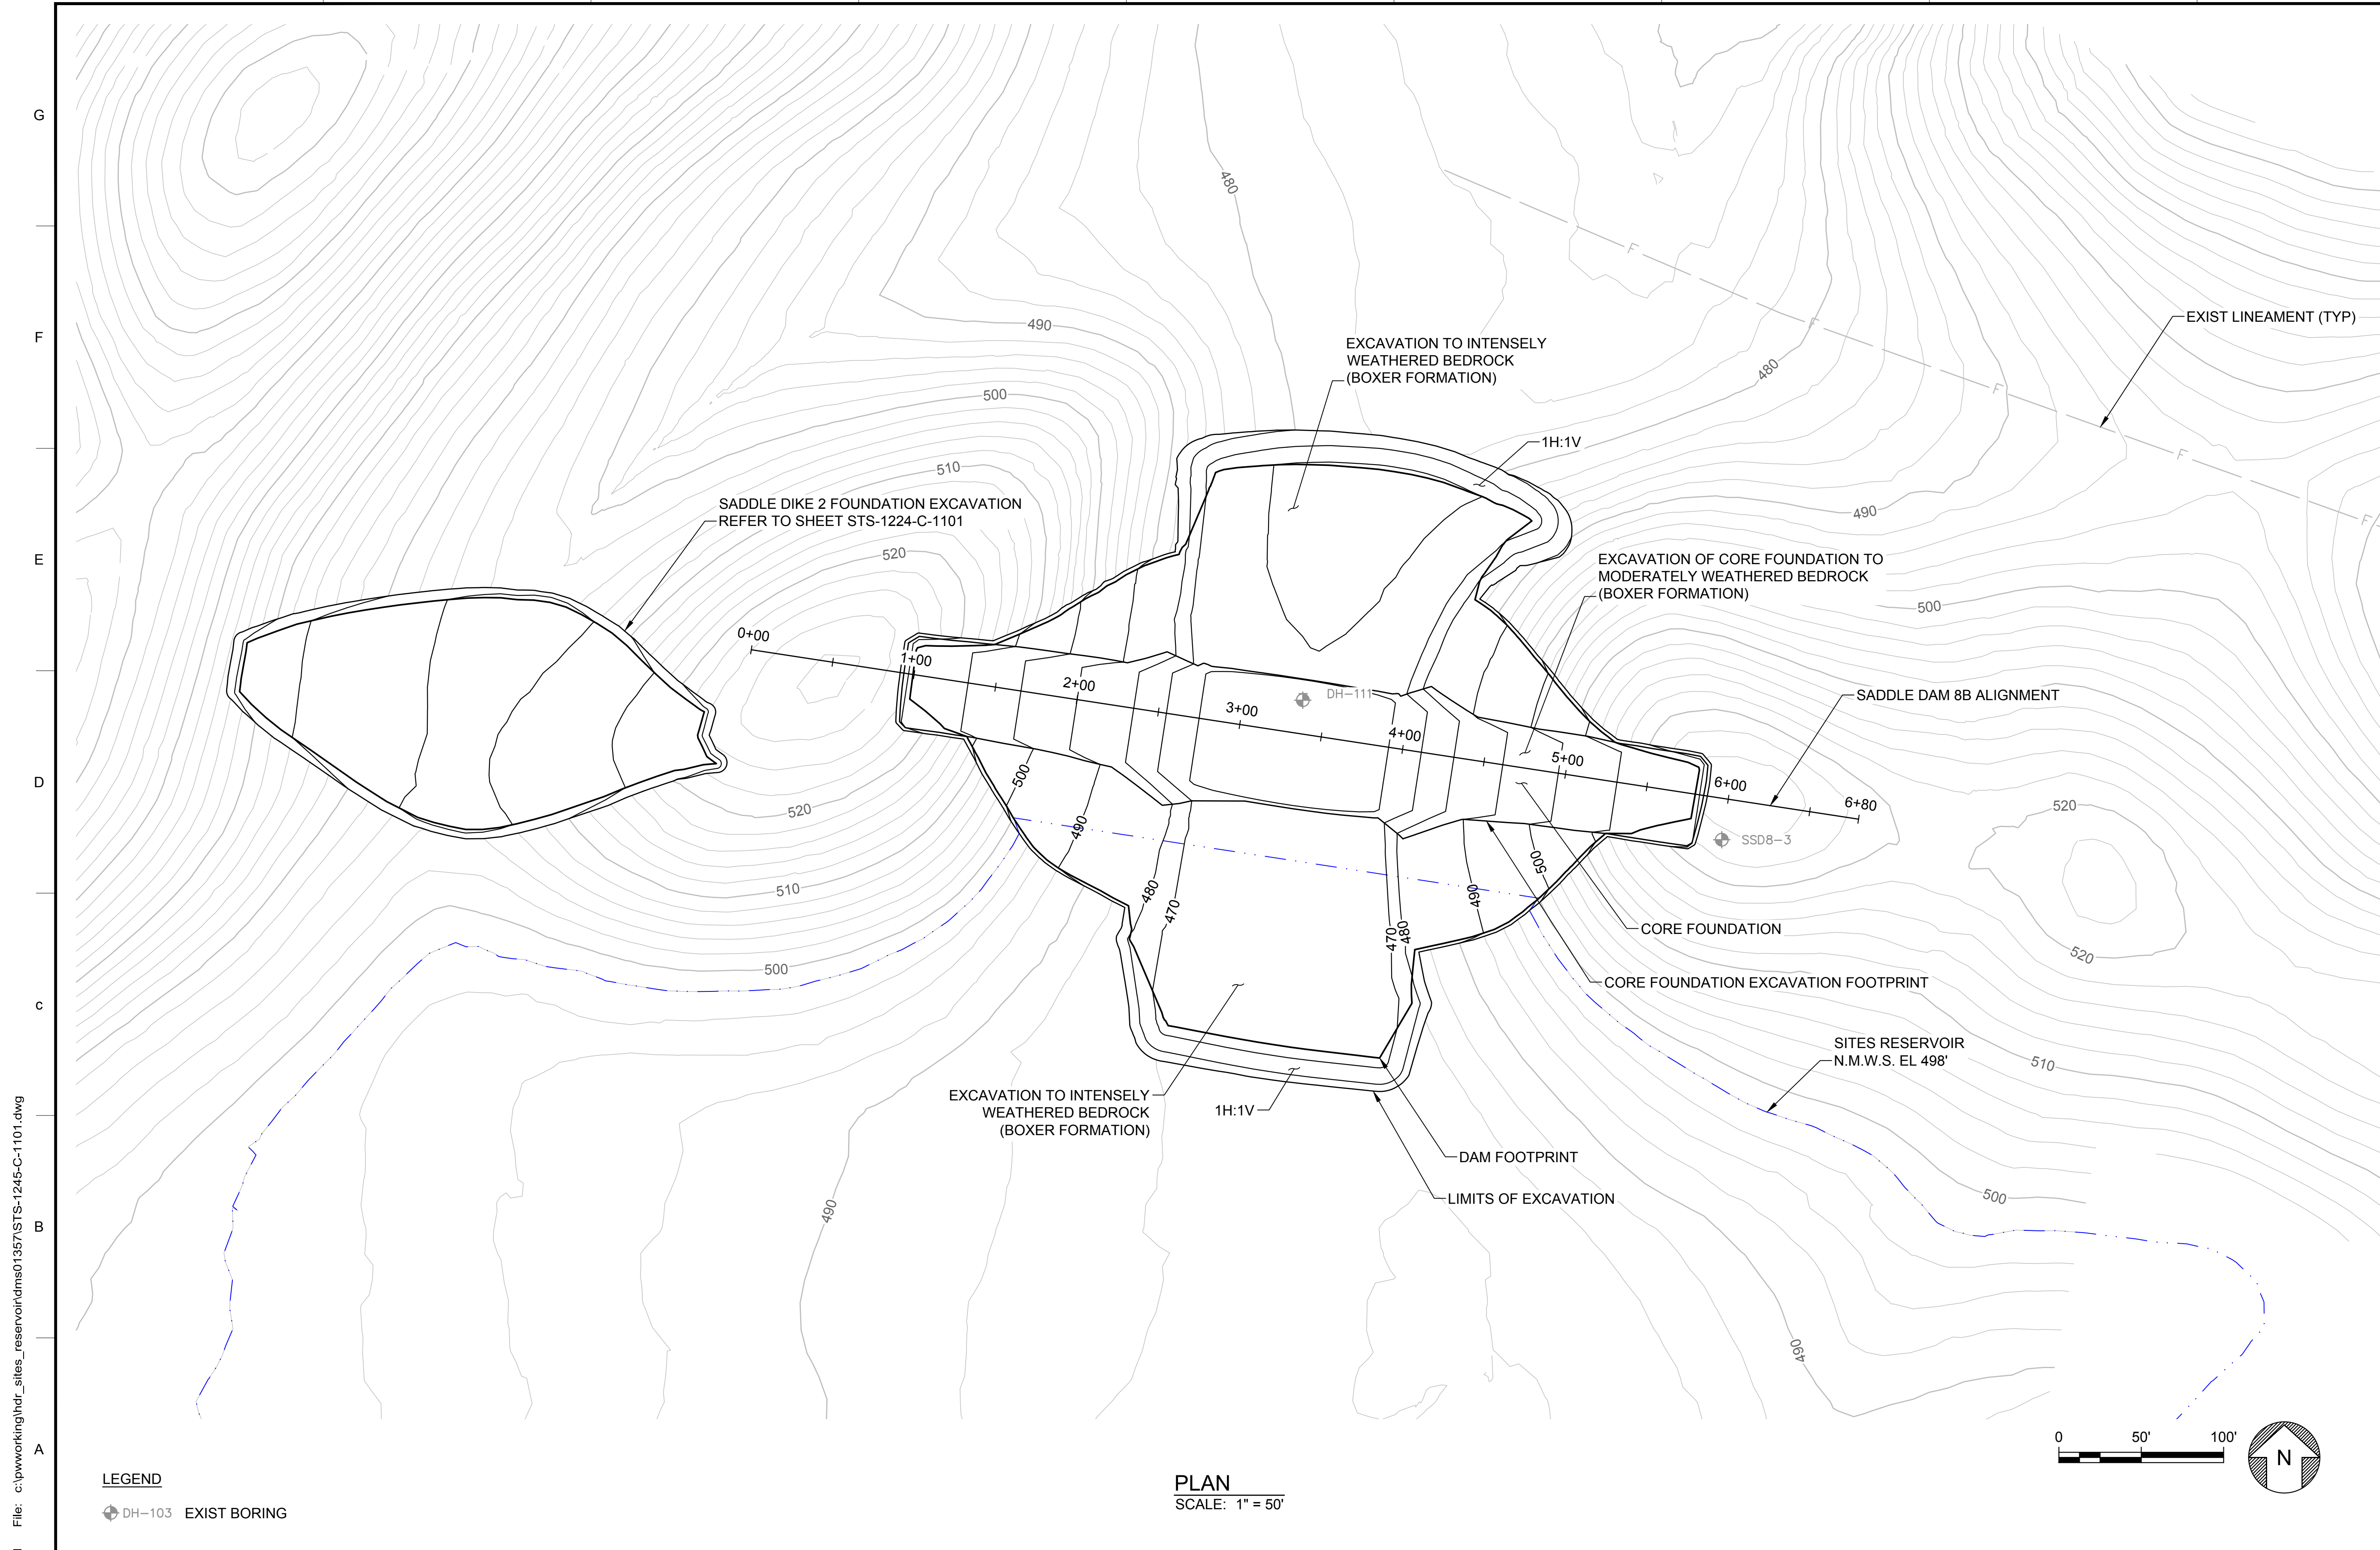 G
F
E
D
c
B
A
480
490
500
510
520
480
490
500
F
F
F
F
F
EXIST LINEAMENT (TYP)
EXCAVATION TO INTENSELY
WEATHERED BEDROCK
(BOXER FORMATION)
1H:1V
SADDLE DIKE 2 FOUNDATION EXCAVATION
REFER TO SHEET STS-1224-C-1101
EXCAVATION OF CORE FOUNDATION TO
MODERATELY WEATHERED BEDROCK
(BOXER FORMATION)
0+00
1+00
2+00
3+00
4+00
5+00
6+00
6+80
DH-111
SADDLE DAM 8B ALIGNMENT
SSD8-3
520
510
500
500
490
480
470
470
480
490
500
520
520
510
500
490
490
CORE FOUNDATION
CORE FOUNDATION EXCAVATION FOOTPRINT
SITES RESERVOIR
N.M.W.S. EL 498'
EXCAVATION TO INTENSELY
WEATHERED BEDROCK
(BOXER FORMATION)
1H:1V
DAM FOOTPRINT
LIMITS OF EXCAVATION
0 50' 100'
N
PLAN
SCALE: 1" = 50'
LEGEND
DH-103 EXIST BORING
File: c:\pwworking\hdr_sites_reservoir\dms01357\STS-1245-C-1101.dwg